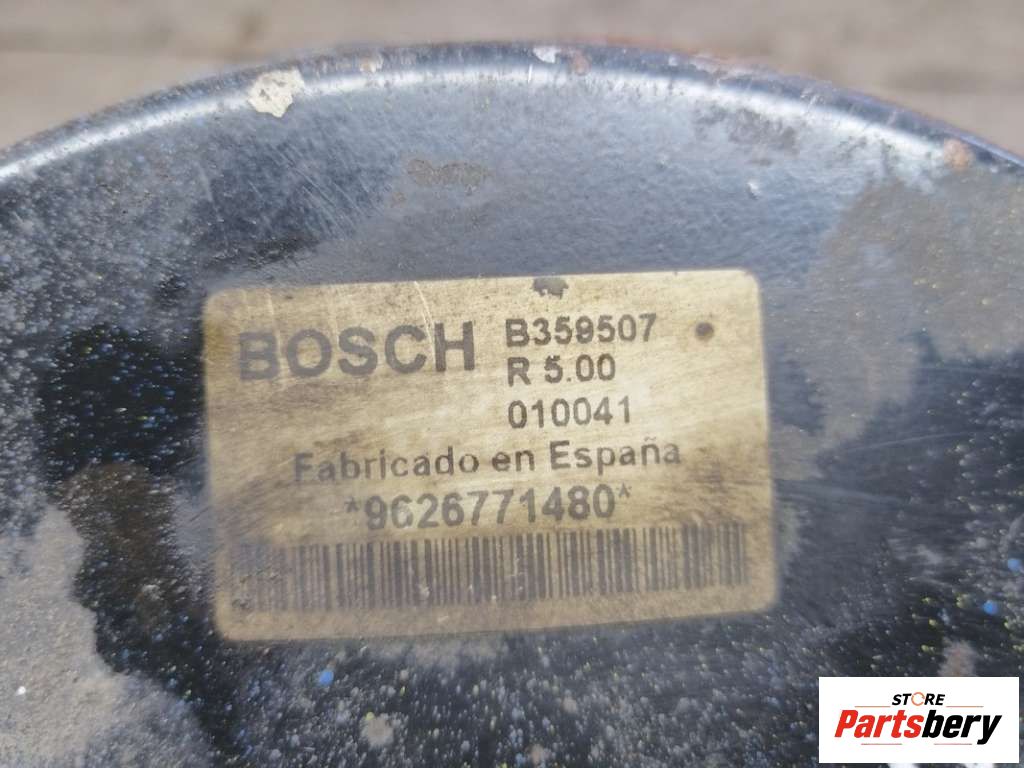 BOSCH B359507
R 5.00
010041
Fabricado en España
*9626771480*
STORE
Partsbery